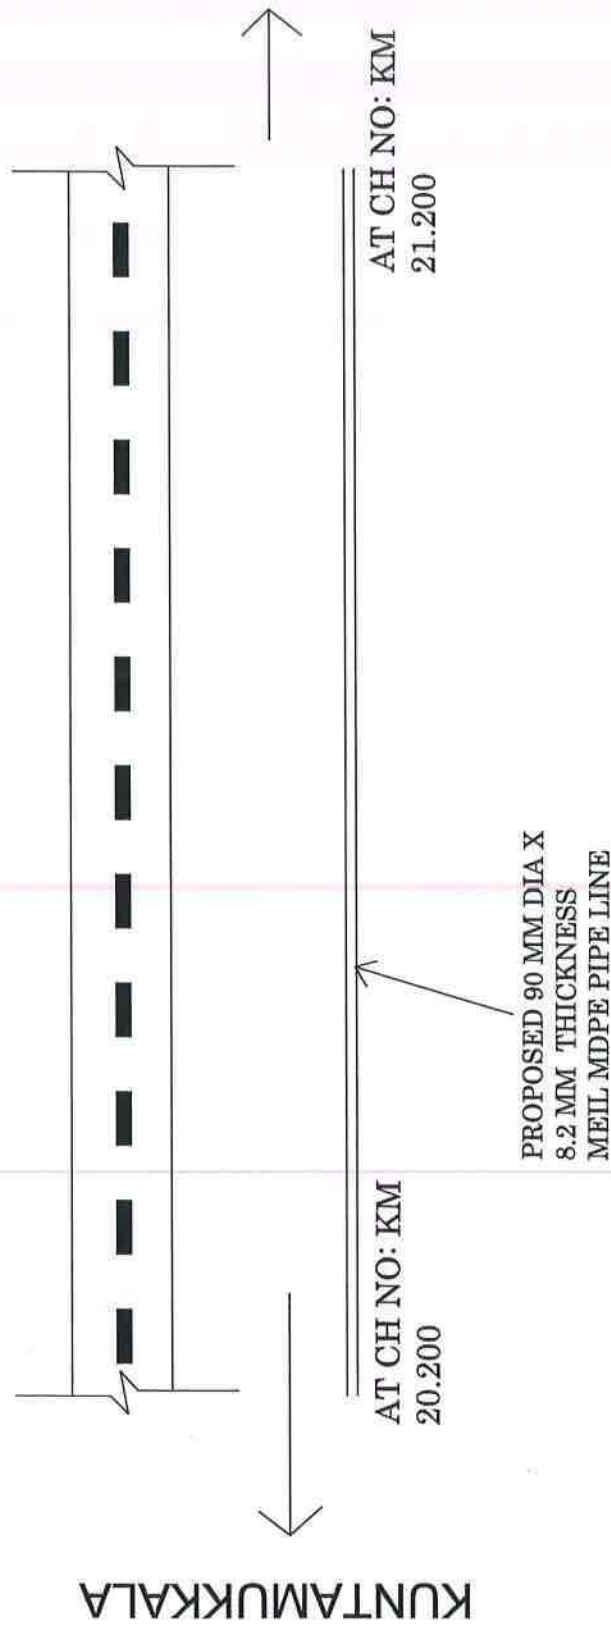 KUNTAMUKKALA
AT CH NO: KM
20.200
PROPOSED 90 MM DIA X
8.2 MM THICKNESS
MEIL MDPE PIPE LINE
AT CH NO: KM
21.200